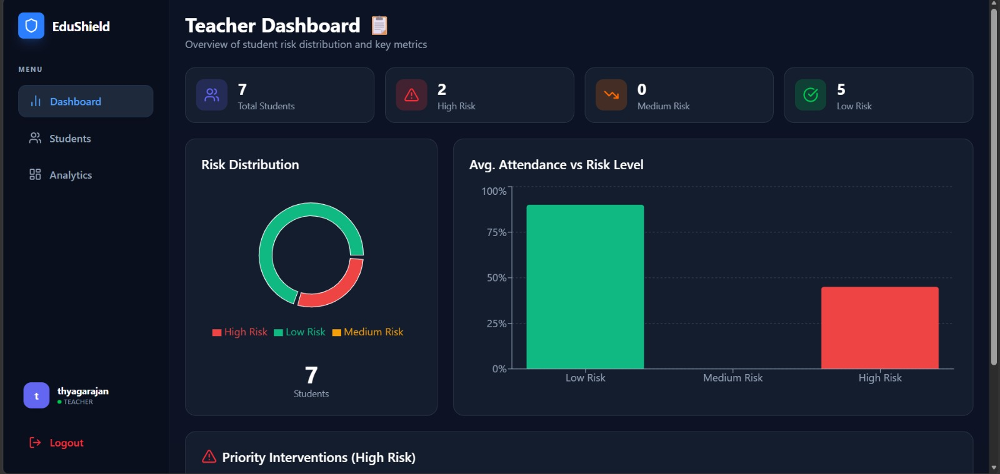 EduShield
MENU
Dashboard
Students
Analytics
t
thyagarajan
TEACHER
Logout
Teacher Dashboard
Overview of student risk distribution and key metrics
7
Total Students
2
High Risk
0
Medium Risk
5
Low Risk
Risk Distribution
High Risk Low Risk Medium Risk
7
Students
Avg. Attendance vs Risk Level
100%
75%
50%
25%
0%
Low Risk Medium Risk High Risk
Priority Interventions (High Risk)